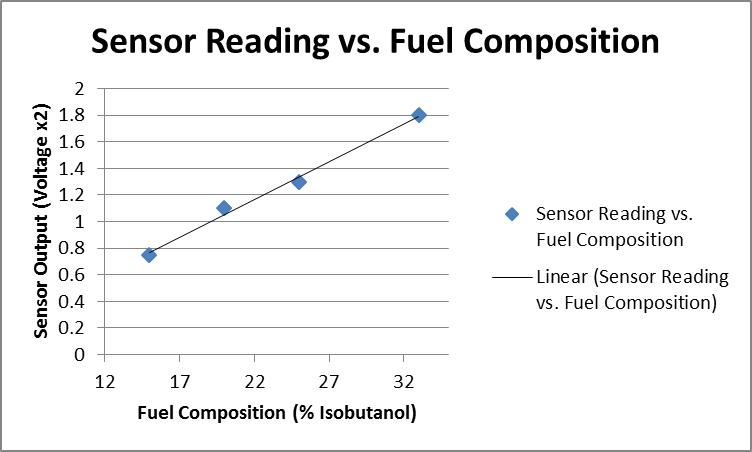 Sensor Reading vs. Fuel Composition
Sensor Output (Voltage x2)
2
1.8
1.6
1.4
1.2
1
0.8
0.6
0.4
0.2
0
12 17 22 27 32
Fuel Composition (% Isobutanol)
Sensor Reading vs.
Fuel Composition
Linear (Sensor Reading
vs. Fuel Composition)